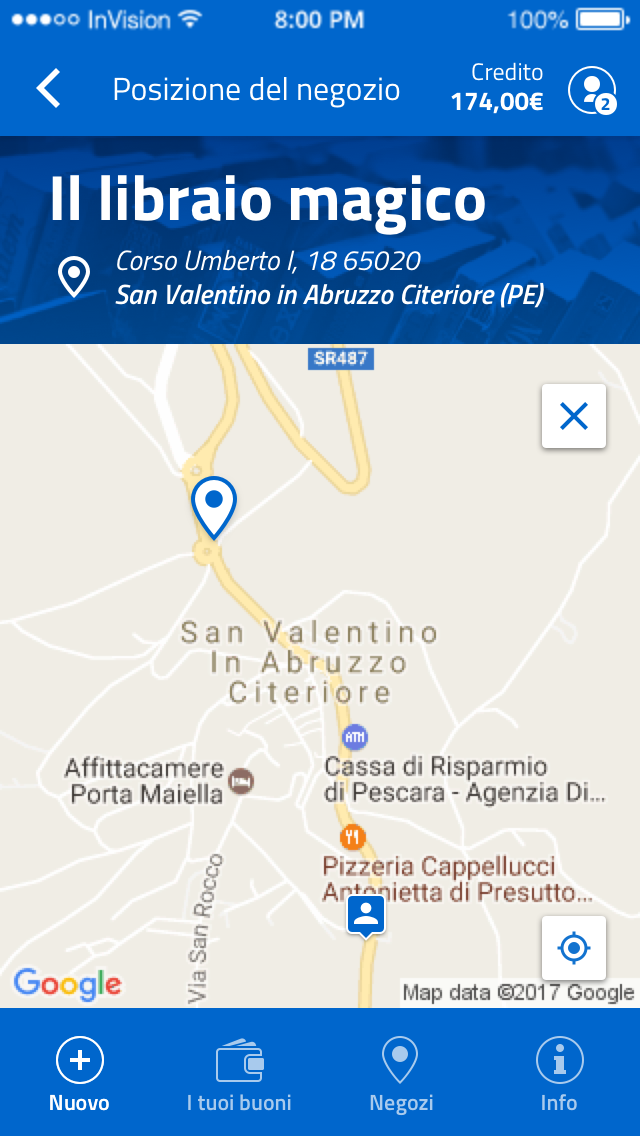 InVision 8:00 PM 100%
Posizione del negozio
Credito
174,00€
2
Il libraio magico
Corso Umberto I, 18 65020
San Valentino in Abruzzo Citeriore (PE)
SR487
San Valentino
In Abruzzo
Citeriore
ATM
Cassa di Risparmio
di Pescara - Agenzia Di...
Affittacamere
Porta Maiella
Pizzeria Cappellucci
Antonietta di Presutto...
Via San Rocco
Google
Map data ©2017 Google
Nuovo
I tuoi buoni
Negozi
Info